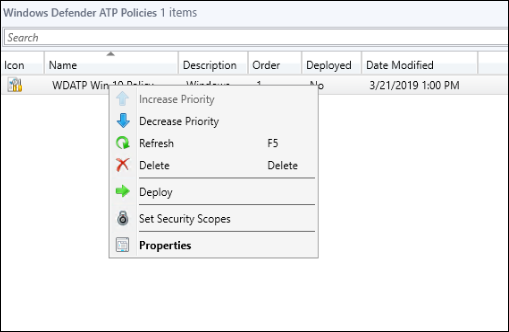 Windows Defender ATP Policies 1 items
Search
Icon Name Description Order Deployed Date Modified
WDATP Win 10 Policy Windows 1 No 3/21/2019 1:00 PM
Increase Priority
Decrease Priority
Refresh F5
Delete Delete
Deploy
Set Security Scopes
Properties